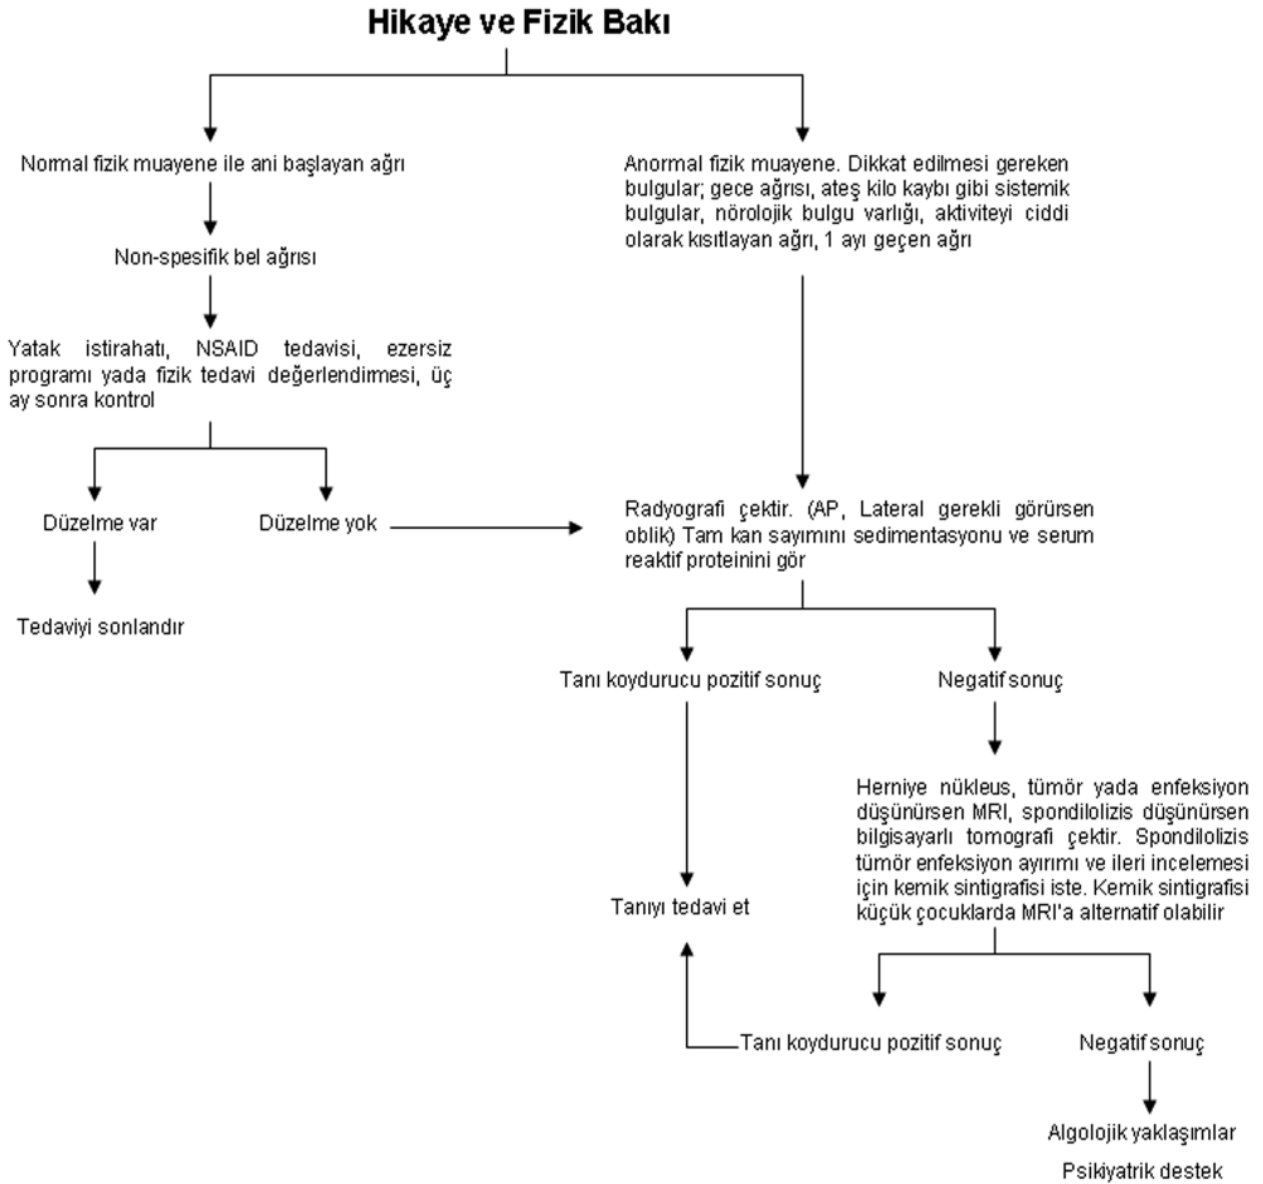 Hikaye ve Fizik Bakı
Normal fizik muayene ile ani başlayan ağrı
Non-spesifik bel ağrısı
Yatak istirahatı, NSAID tedavisi, ezersiz
programı yada fizik tedavi değerlendirmesi, üç
ay sonra kontrol
Düzelme var
Düzelme yok
Tedaviyi sonlandır
Anormal fizik muayene. Dikkat edilmesi gereken
bulgular; gece ağrısı, ateş kilo kaybı gibi sistemik
bulgular, nörolojik bulgu varlığı, aktiviteyi ciddi
olarak kısıtlayan ağrı, 1 ayı geçen ağrı
Radyografi çektir. (AP, Lateral gerekli görürsen
oblik) Tam kan sayımını sedimentasyonu ve serum
reaktif proteinini gör
Tanı koydurucu pozitif sonuç
Negatif sonuç
Herniye nükleus, tümör yada enfeksiyon
düşünürsen MRI, spondilolizis düşünürsen
bilgisayarlı tomografi çektir. Spondilolizis
tümör enfeksiyon ayırımı ve ileri incelemesi
için kemik sintigrafisi iste. Kemik sintigrafisi
küçük çocuklarda MRI'a alternatif olabilir
Tanıyı tedavi et
Tanı koydurucu pozitif sonuç
Negatif sonuç
Algolojik yaklaşımlar
Psikiyatrik destek